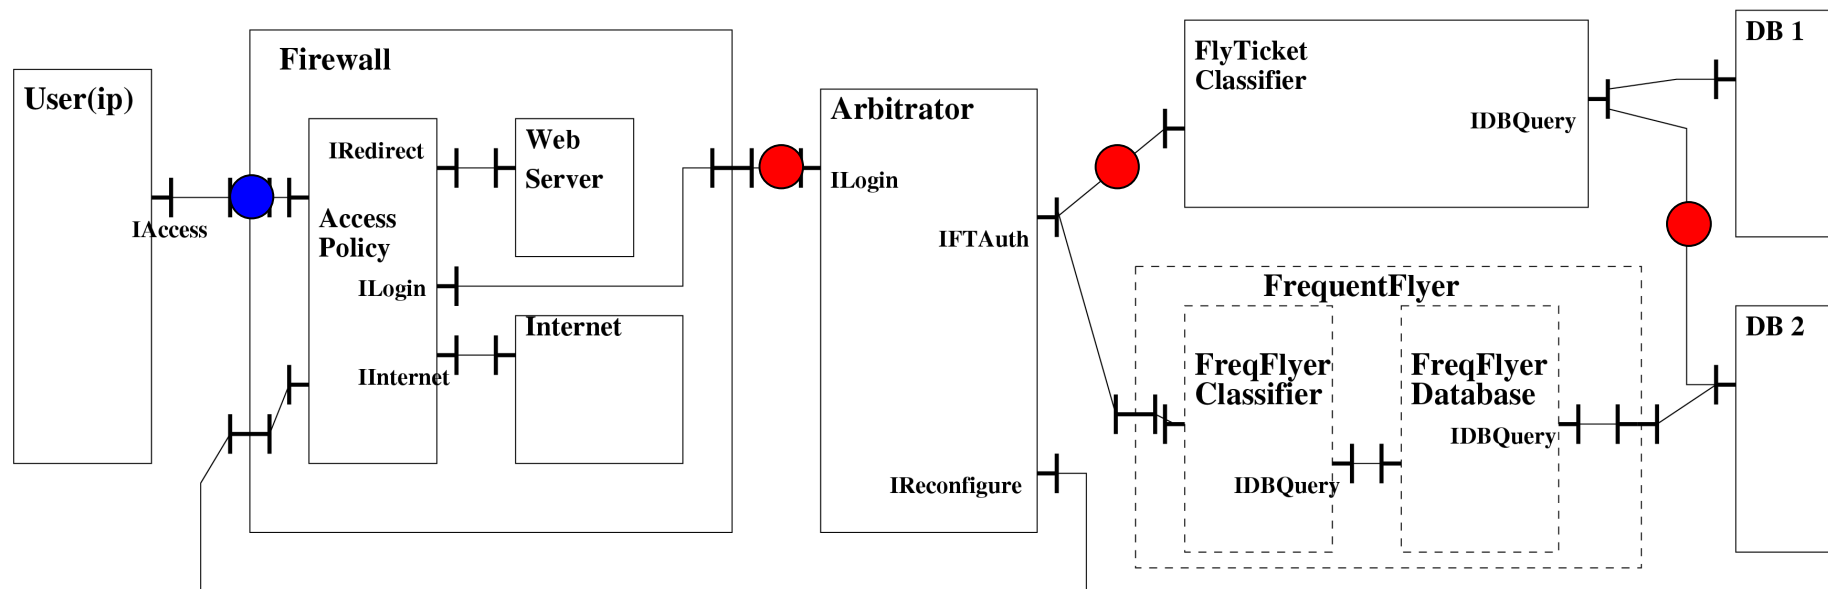 User(ip)
IAccess
Firewall
IRedirect
Access
Policy
ILogin
IInternet
Web
Server
Internet
Arbitrator
ILogin
IFTAuth
IReconfigure
FlyTicket
Classifier
IDBQuery
FrequentFlyer
FreqFlyer
Classifier
IDBQuery
FreqFlyer
Database
IDBQuery
DB 1
DB 2